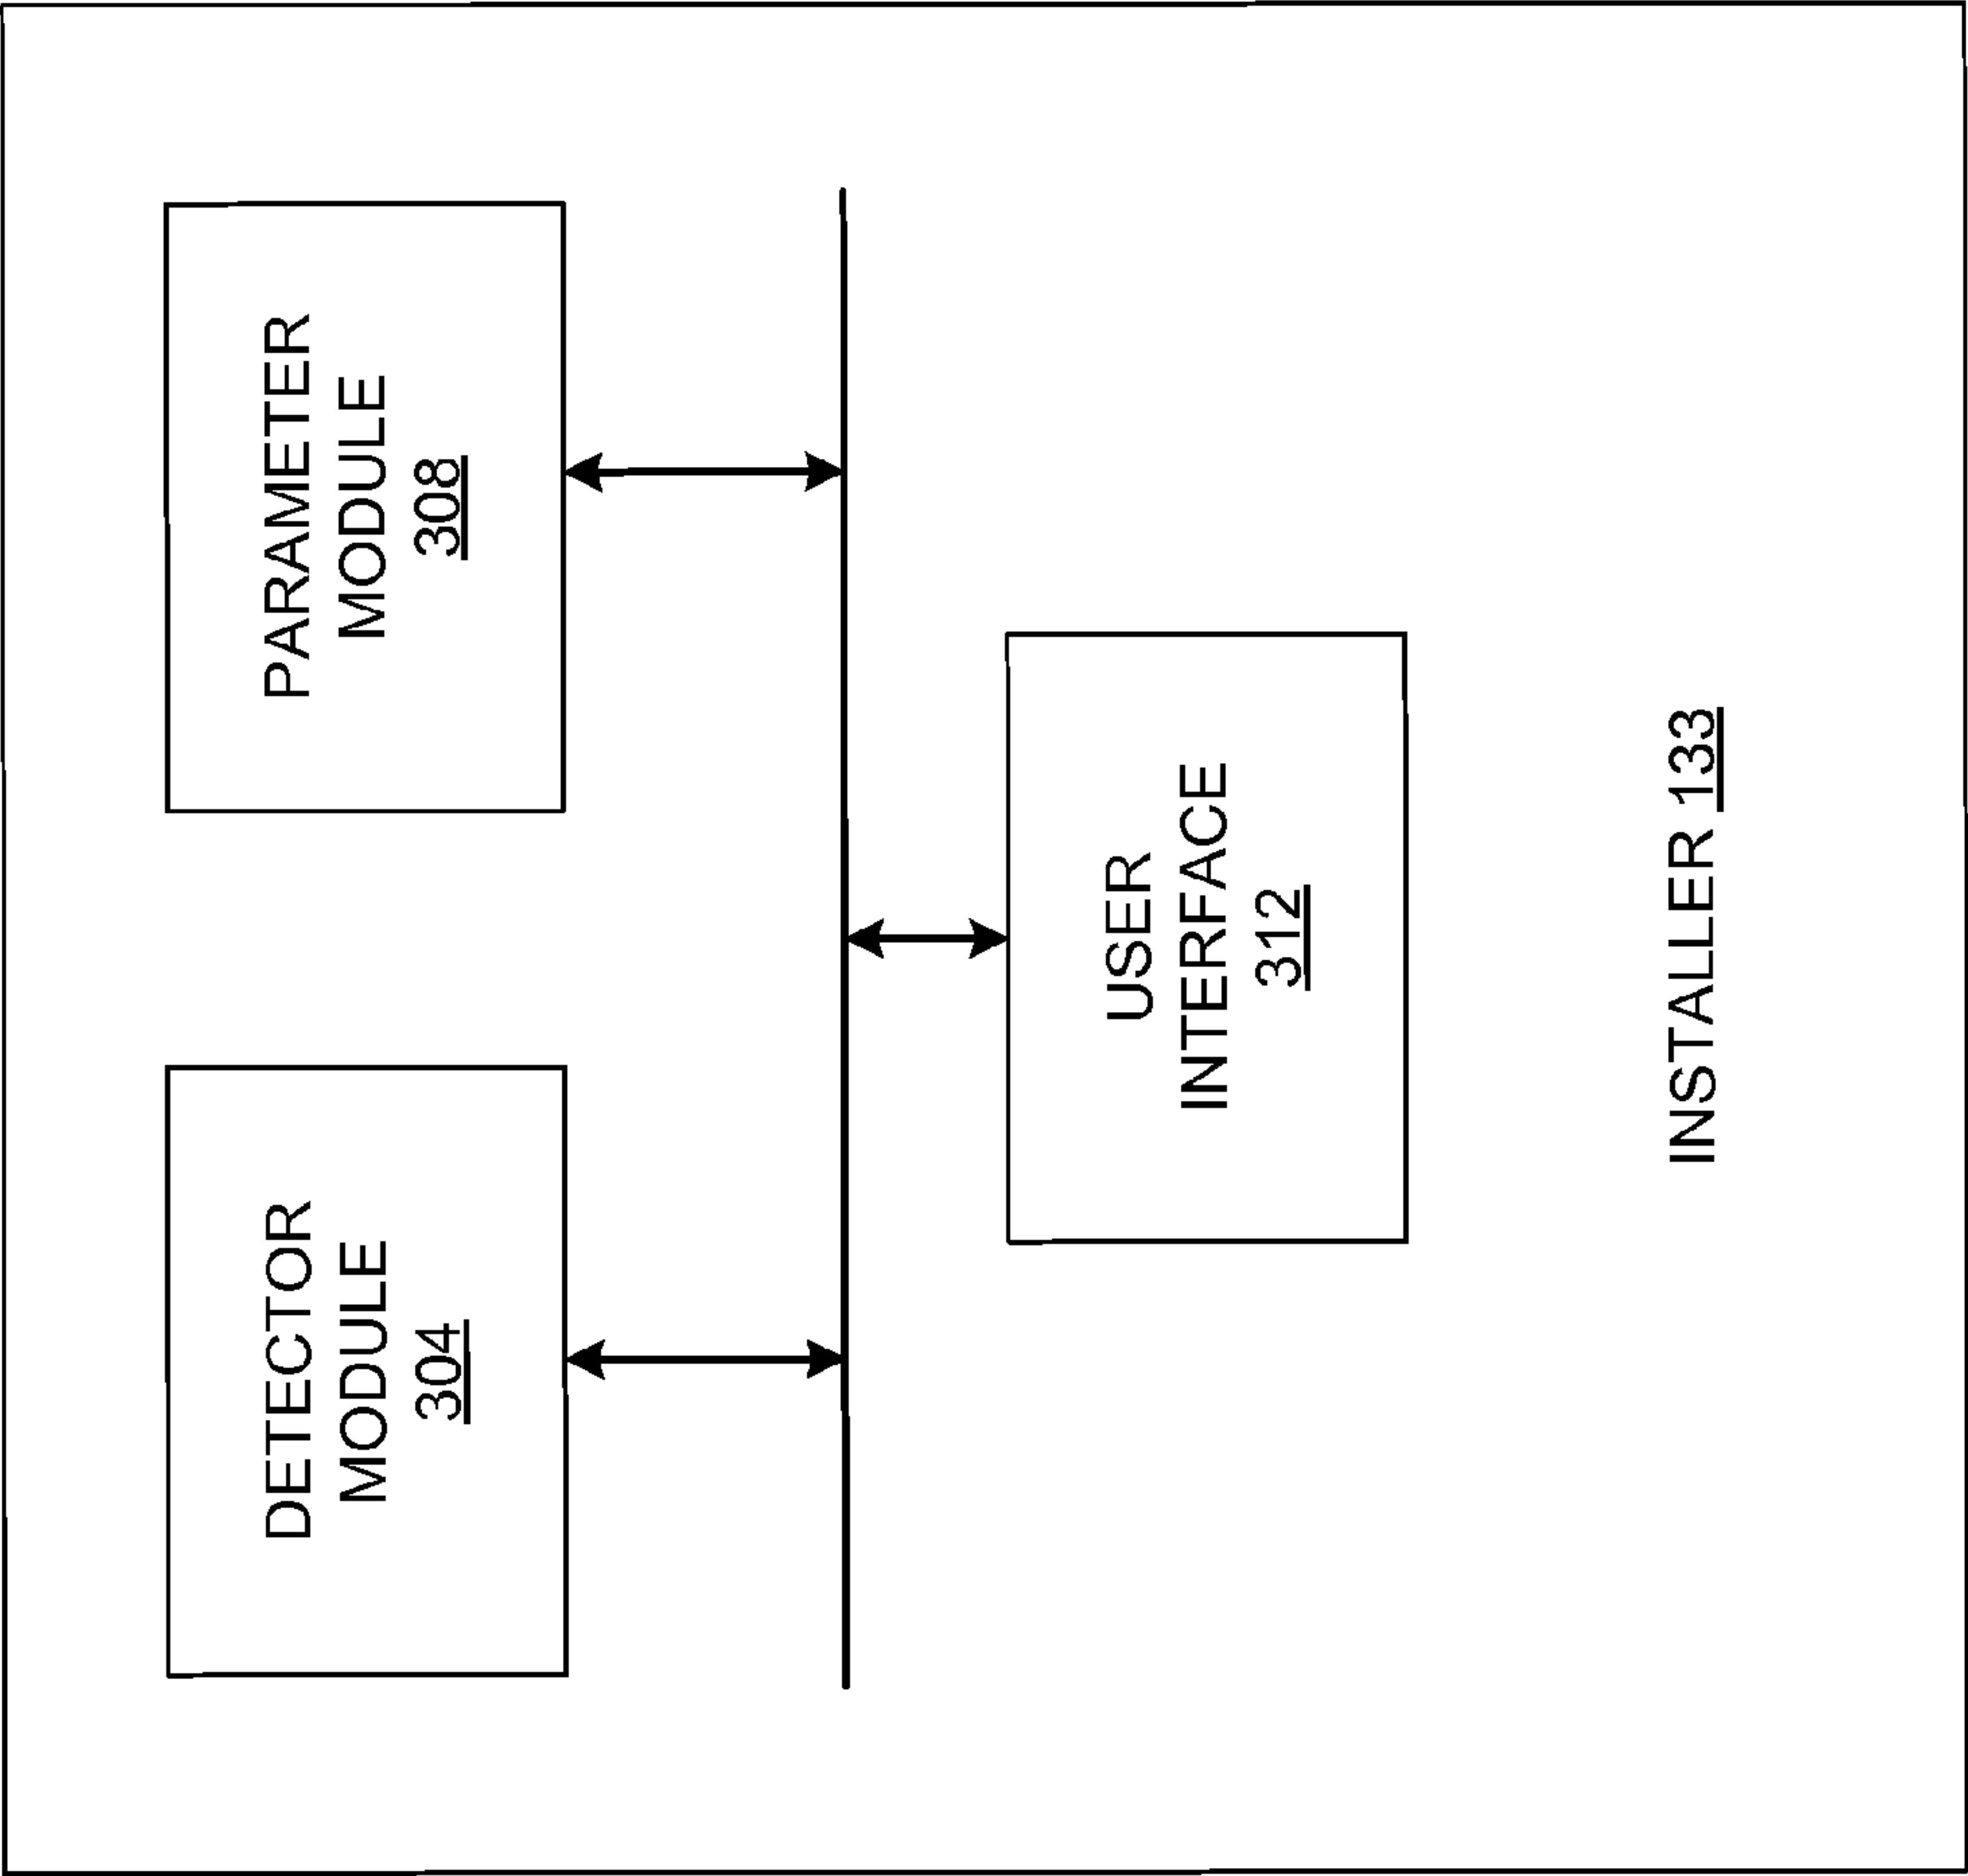 DETECTOR
MODULE
304
PARAMETER
MODULE
308
USER
INTERFACE
312
INSTALLER 133